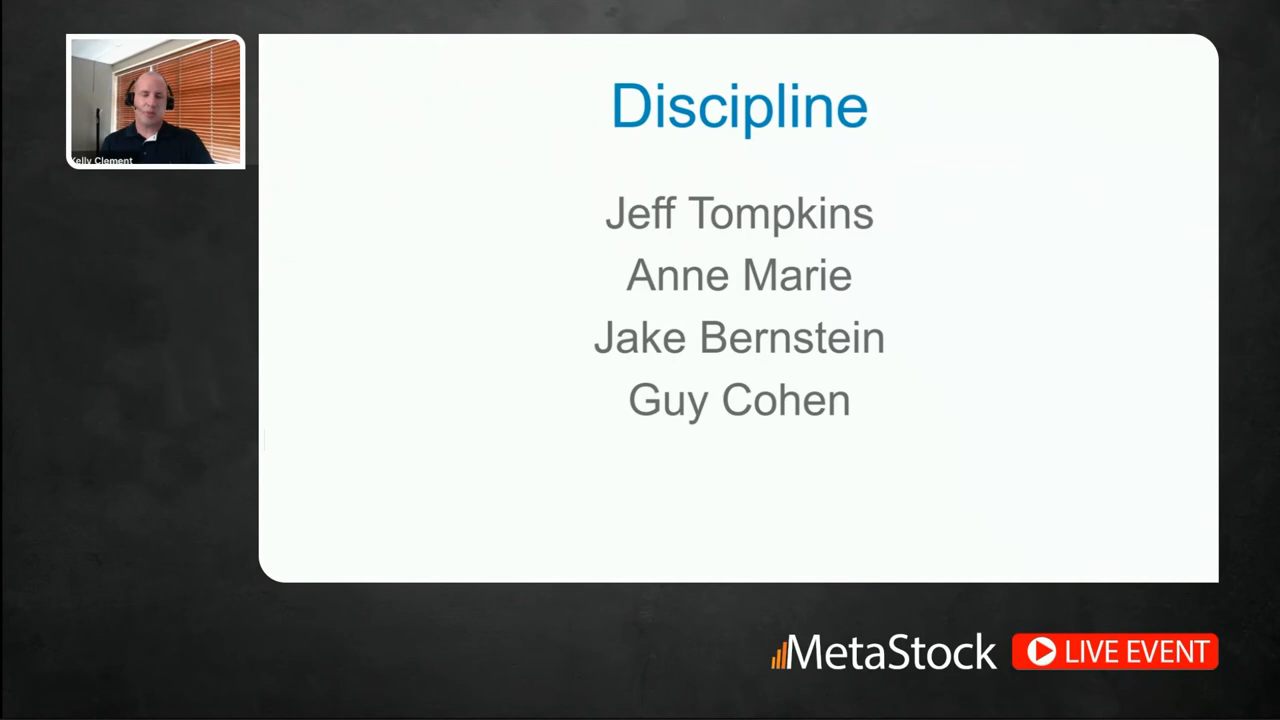 Kelly Clement
Discipline
Jeff Tompkins
Anne Marie
Jake Bernstein
Guy Cohen
MetaStock LIVE EVENT